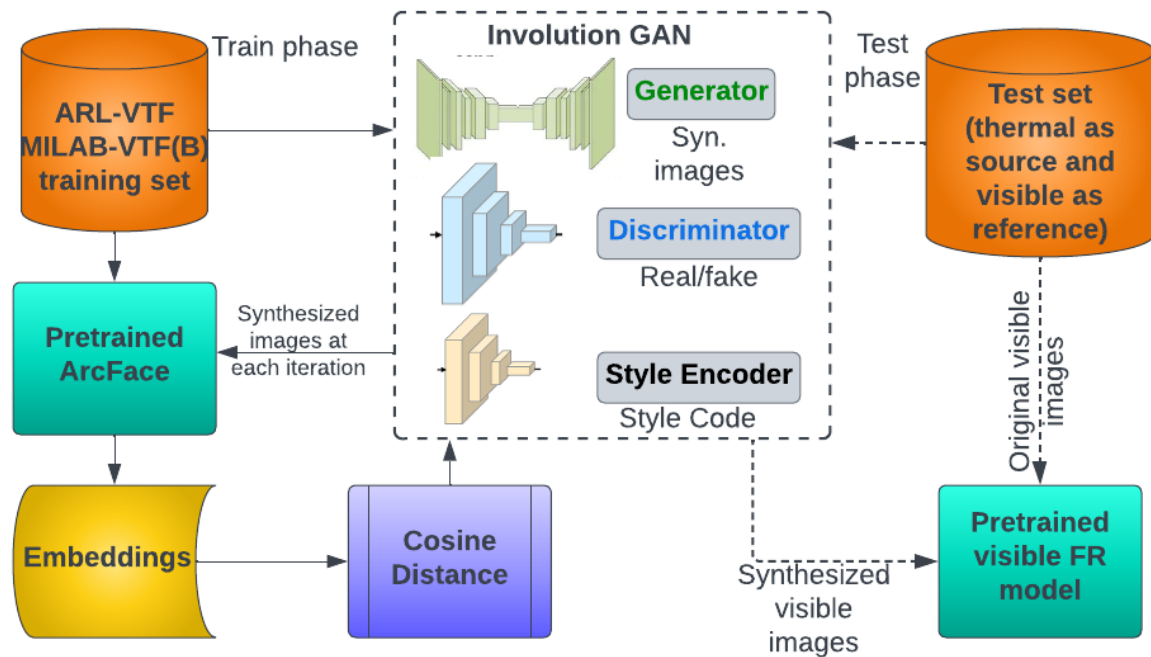 Train phase
ARL-VTF
MILAB-VTF(B)
training set
Involution GAN
Generator
Syn.
images
Discriminator
Real/fake
Style Encoder
Style Code
Test
phase
Test set
(thermal as
source and
visible as
reference)
Pretrained
ArcFace
Synthesized
images at
each iteration
Original visible
images
Embeddings
Cosine
Distance
Synthesized
visible
images
Pretrained
visible FR
model